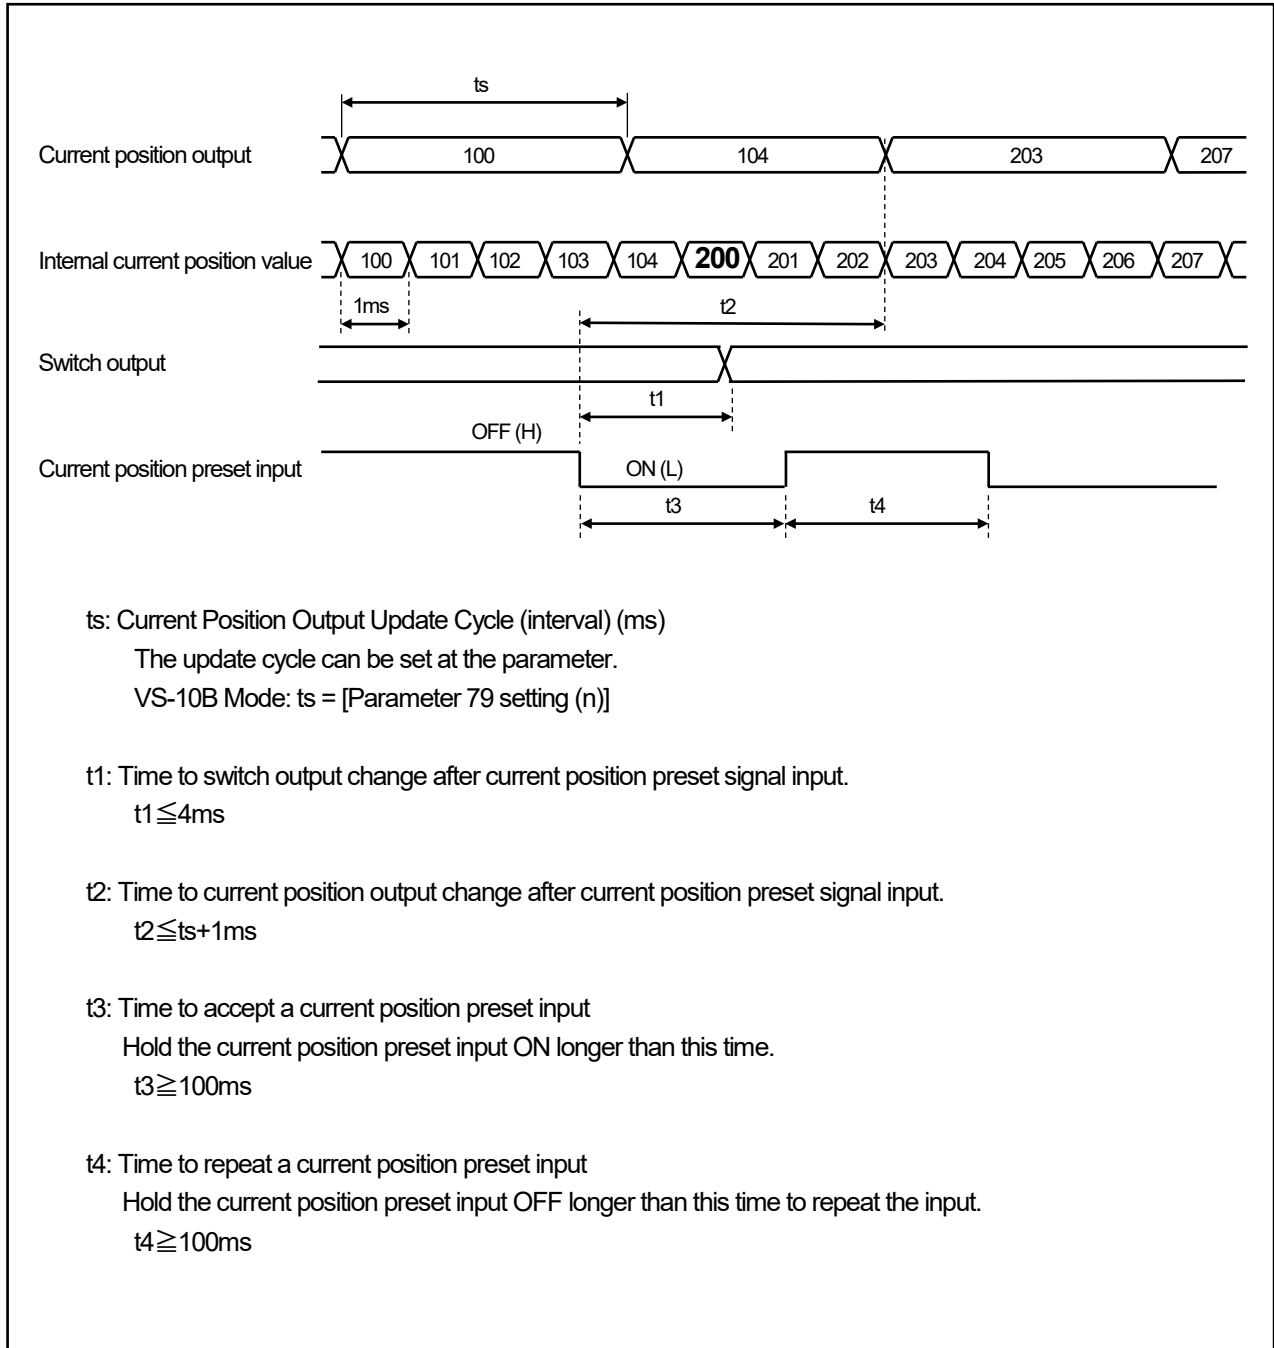 ts
Current position output 100 104 203 207
Internal current position value 100 101 102 103 104 200 201 202 203 204 205 206 207
1ms t2
Switch output
t1
OFF (H)
Current position preset input ON (L)
t3 t4
ts: Current Position Output Update Cycle (interval) (ms)
The update cycle can be set at the parameter.
VS-10B Mode: ts = [Parameter 79 setting (n)]
t1: Time to switch output change after current position preset signal input.
t1≦4ms
t2: Time to current position output change after current position preset signal input.
t2≦ts+1ms
t3: Time to accept a current position preset input
Hold the current position preset input ON longer than this time.
t3≧100ms
t4: Time to repeat a current position preset input
Hold the current position preset input OFF longer than this time to repeat the input.
t4≧100ms